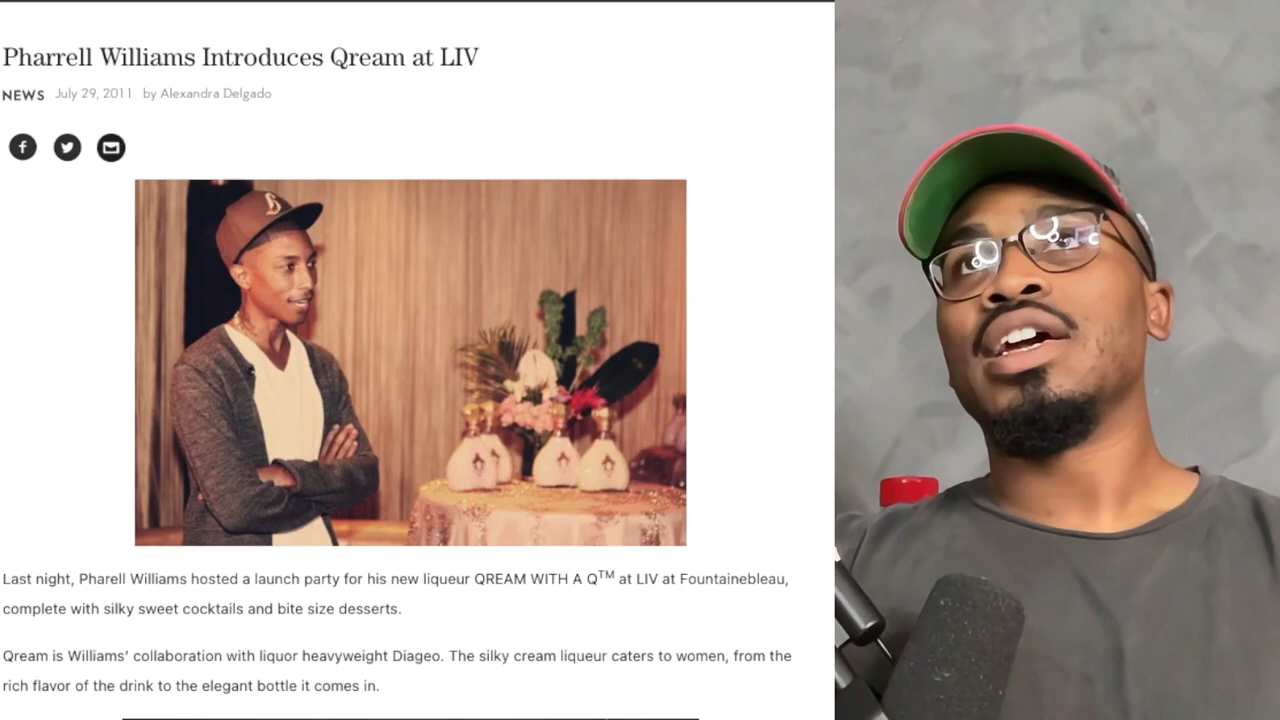 Pharrell Williams Introduces Qream at LIV
NEWS July 29, 2011 by Alexandra Delgado
Last night, Pharell Williams hosted a launch party for his new liqueur QREAM WITH A Q™ at LIV at Fountainebleau,
complete with silky sweet cocktails and bite size desserts.
Qream is Williams’ collaboration with liquor heavyweight Diageo. The silky cream liqueur caters to women, from the
rich flavor of the drink to the elegant bottle it comes in.